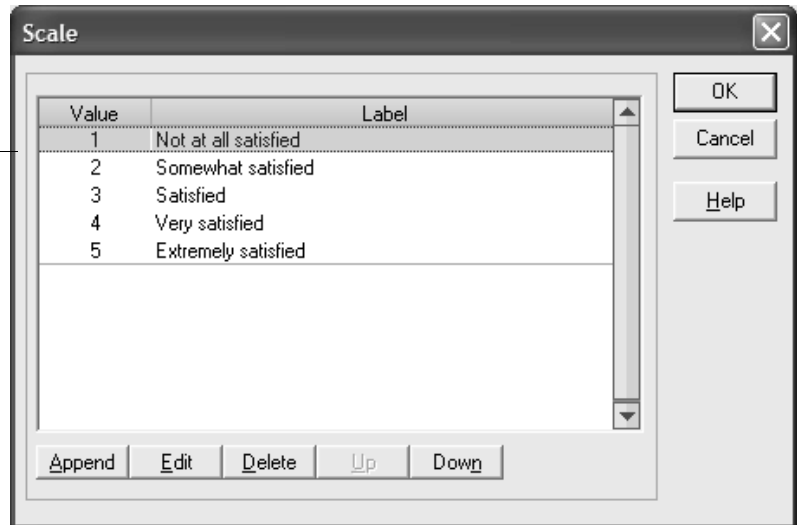 Scale
Value Label
1 Not at all satisfied
2 Somewhat satisfied
3 Satisfied
4 Very satisfied
5 Extremely satisfied
Append Edit Delete Up Down
OK
Cancel
Help